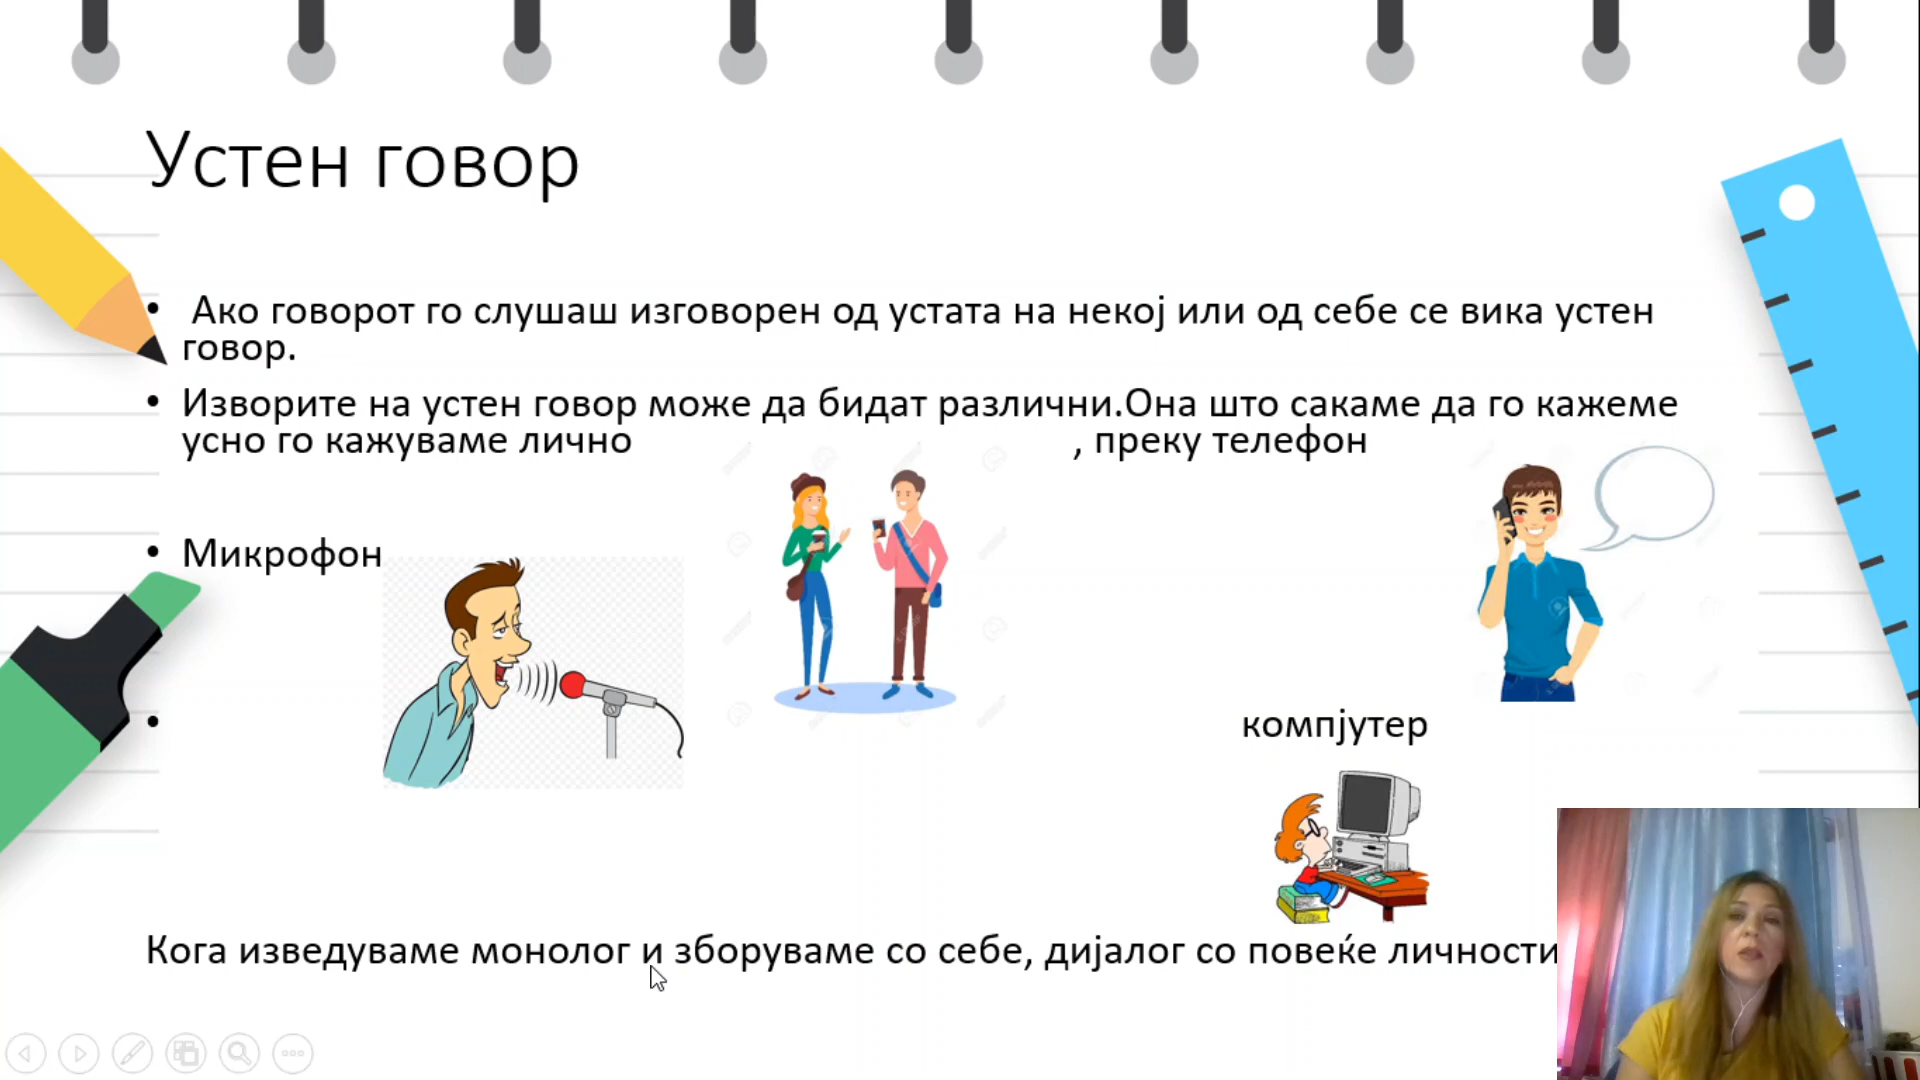 Устен говор
Ако говорот го слушаш изговорен од устата на некој или од себе се вика устен
говор.
Изворите на устен говор може да бидат различни.Она што сакаме да го кажеме
усно го кажуваме лично , преку телефон
Микрофон
компјутер
Кога изведуваме монолог и зборуваме со себе, дијалог со повеќе личности